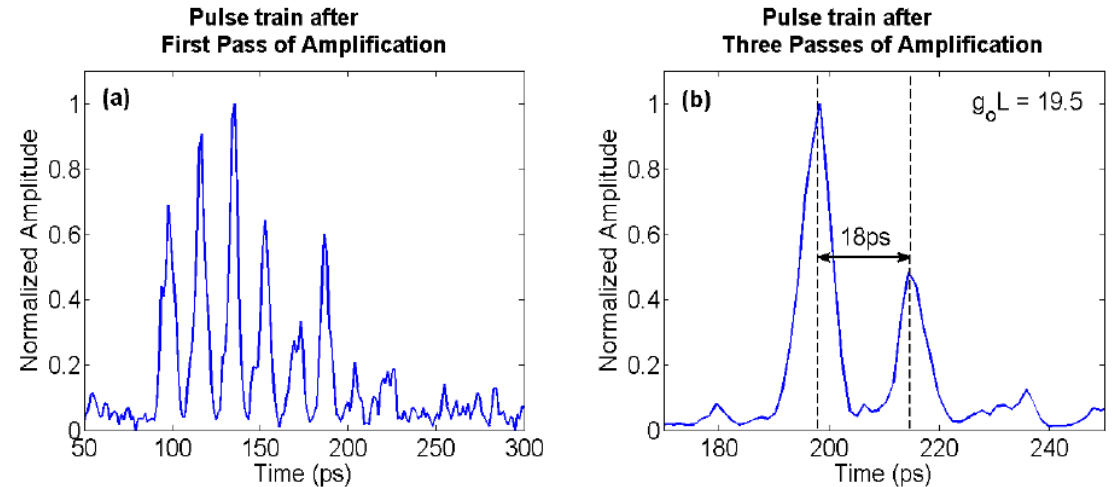 Pulse train after
First Pass of Amplification
(a)
Normalized Amplitude
1
0.8
0.6
0.4
0.2
0
50 100 150 200 250 300
Time (ps)
Pulse train after
Three Passes of Amplification
(b)
g₀L = 19.5
18ps
Normalized Amplitude
1
0.8
0.6
0.4
0.2
0
180 200 220 240
Time (ps)